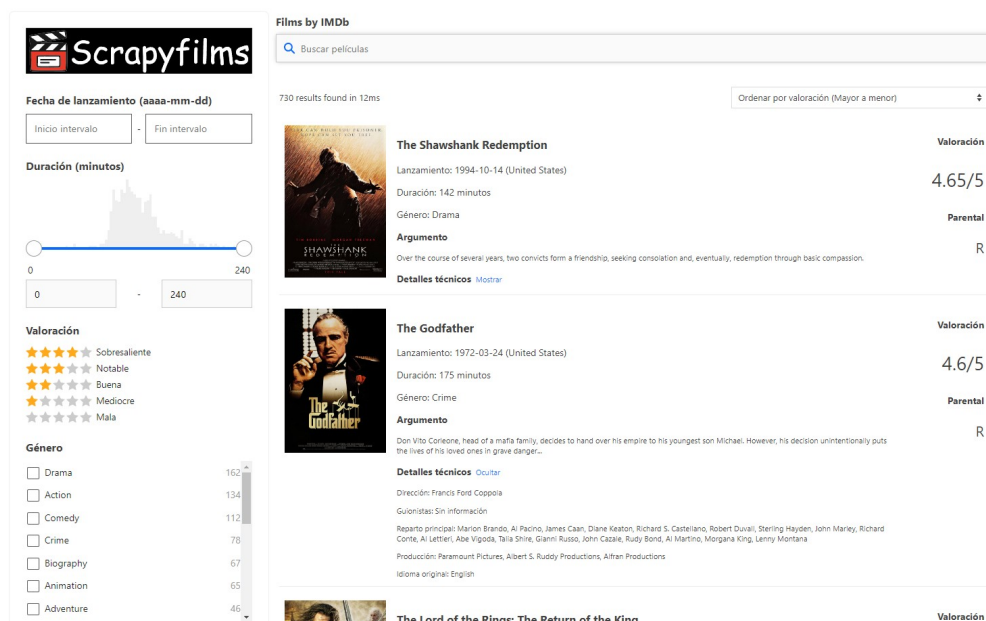 Scrapyfilms
Fecha de lanzamiento (aaaa-mm-dd)
Inicio intervalo - Fin intervalo
Duración (minutos)
0 240
0 - 240
Valoración
Sobresaliente
Notable
Buena
Mediocre
Mala
Género
Drama 162
Action 134
Comedy 112
Crime 78
Biography 67
Animation 65
Adventure 46
Films by IMDb
Buscar películas
730 results found in 12ms
Ordenar por valoración (Mayor a menor)
SHAWSHANK
REDEMPTION
The Shawshank Redemption
Lanzamiento: 1994-10-14 (United States)
Duración: 142 minutos
Género: Drama
Argumento
Over the course of several years, two convicts form a friendship, seeking consolation and, eventually, redemption through basic compassion.
Detalles técnicos Mostrar
Valoración
4.65/5
Parental
R
The
Godfather
The Godfather
Lanzamiento: 1972-03-24 (United States)
Duración: 175 minutos
Género: Crime
Argumento
Don Vito Corleone, head of a mafia family, decides to hand over his empire to his youngest son Michael. However, his decision unintentionally puts
the lives of his loved ones in grave danger...
Detalles técnicos Ocultar
Dirección: Francis Ford Coppola
Guionistas: Sin información
Reparto principal: Marlon Brando, Al Pacino, James Caan, Diane Keaton, Richard S. Castellano, Robert Duvall, Sterling Hayden, John Marley, Richard
Conte, Al Lettieri, Abe Vigoda, Talia Shire, Gianni Russo, John Cazale, Rudy Bond, Al Martino, Morgana King, Lenny Montana
Producción: Paramount Pictures, Albert S. Ruddy Productions, Alfran Productions
Idioma original: English
Valoración
4.6/5
Parental
R
The Lord of the Rings: The Return of the King
Valoración